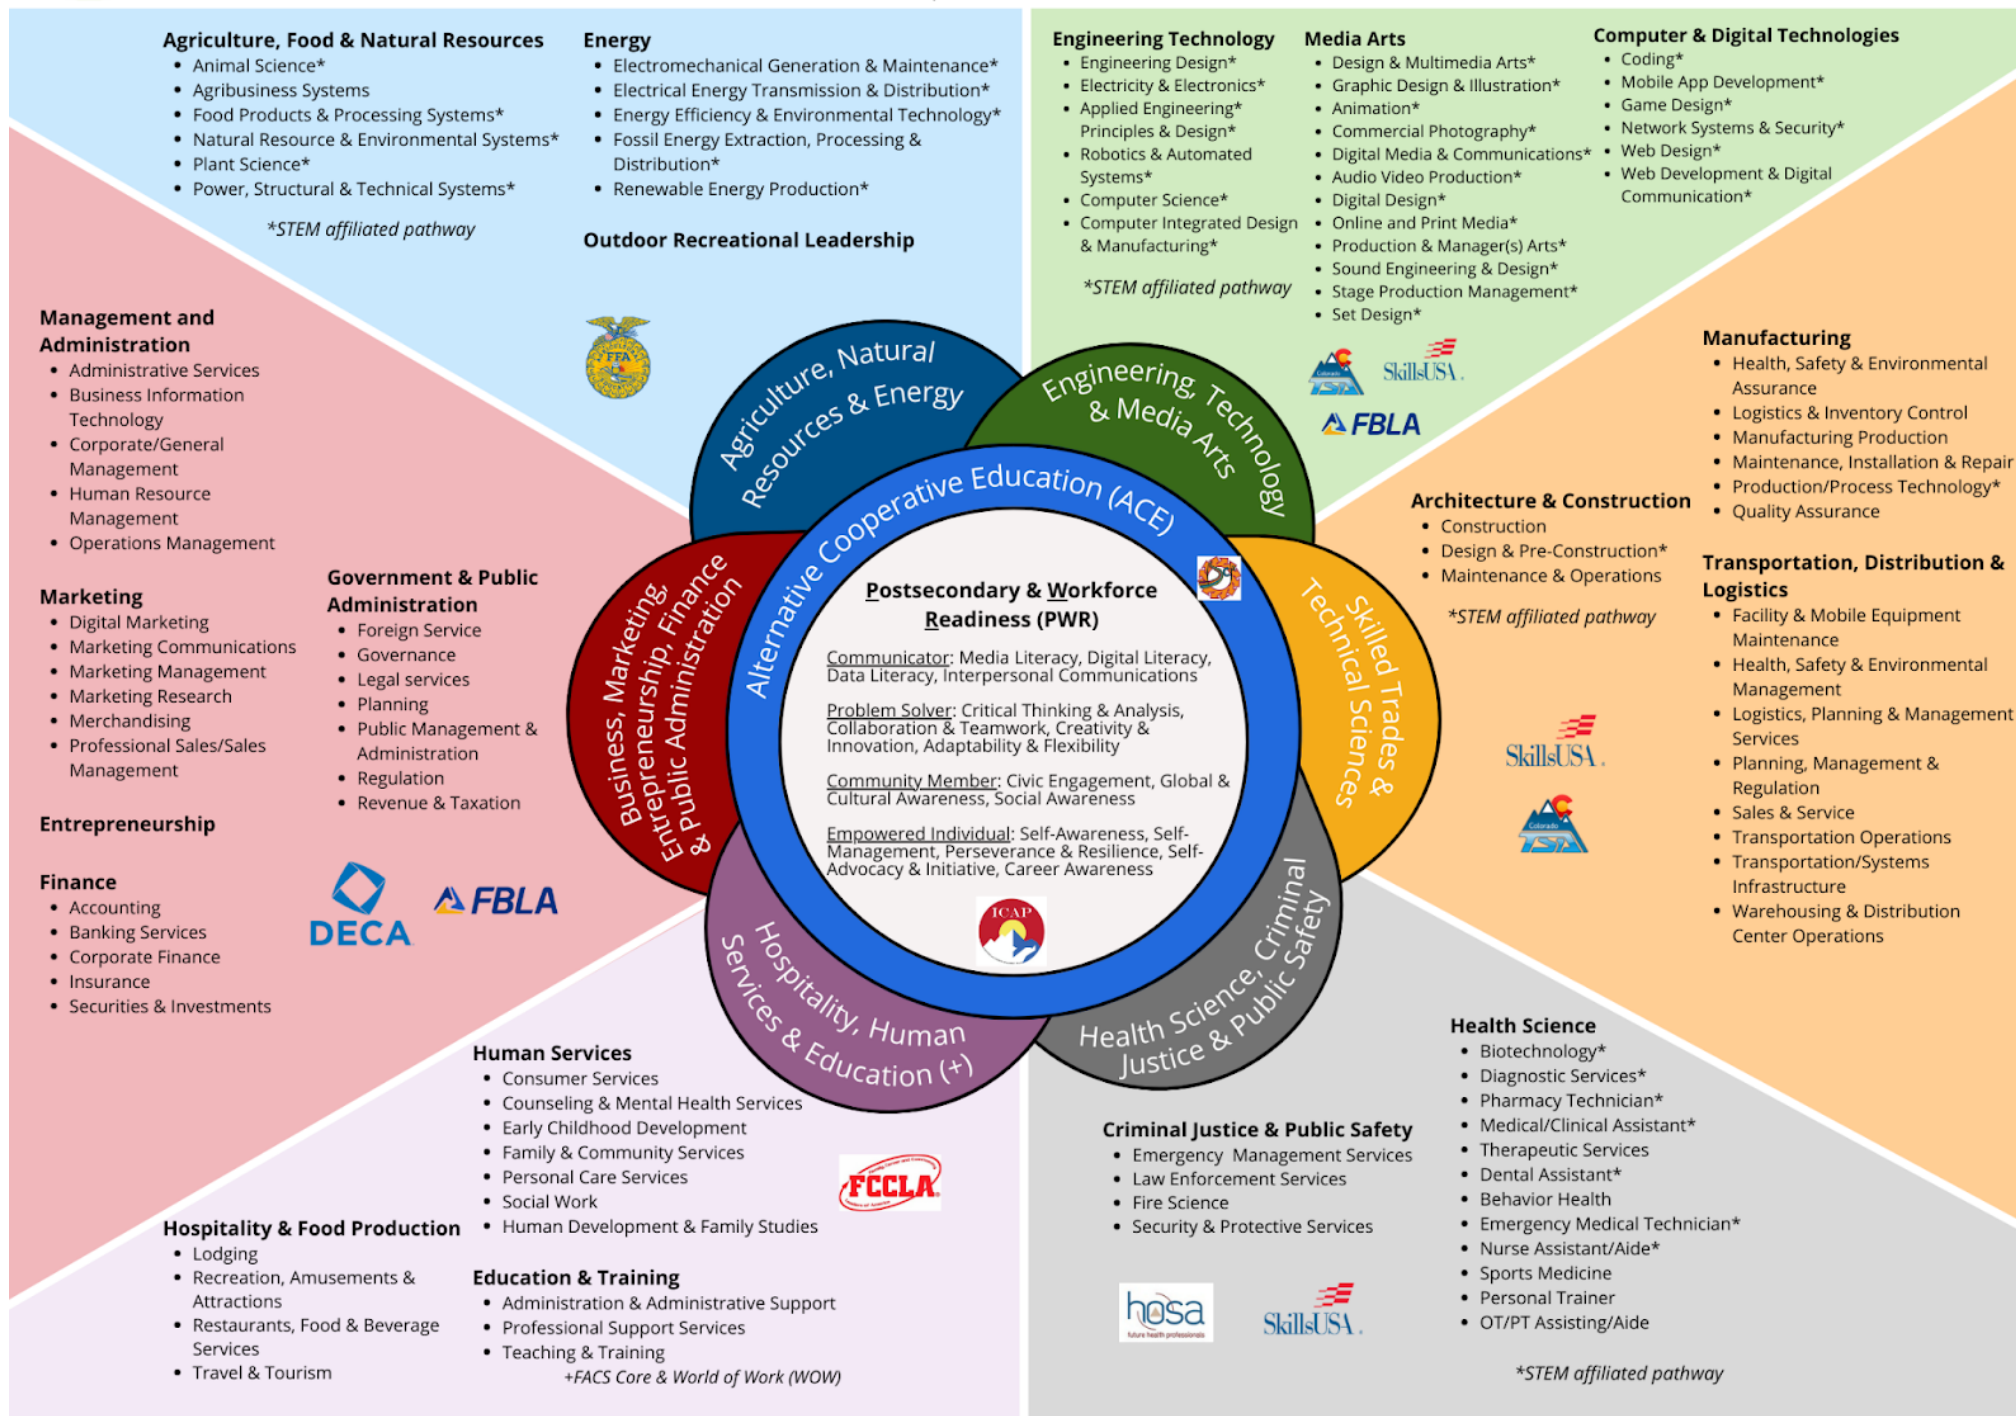 Agriculture, Food & Natural Resources
• Animal Science*
• Agribusiness Systems
• Food Products & Processing Systems*
• Natural Resource & Environmental Systems*
• Plant Science*
• Power, Structural & Technical Systems*
*STEM affiliated pathway
Energy
• Electromechanical Generation & Maintenance*
• Electrical Energy Transmission & Distribution*
• Energy Efficiency & Environmental Technology*
• Fossil Energy Extraction, Processing &
Distribution*
• Renewable Energy Production*
Outdoor Recreational Leadership
FFA
Engineering Technology
• Engineering Design*
• Electricity & Electronics*
• Applied Engineering*
Principles & Design*
• Robotics & Automated
Systems*
• Computer Science*
• Computer Integrated Design
& Manufacturing*
*STEM affiliated pathway
Media Arts
• Design & Multimedia Arts*
• Graphic Design & Illustration*
• Animation*
• Commercial Photography*
• Digital Media & Communications*
• Audio Video Production*
• Digital Design*
• Online and Print Media*
• Production & Manager(s) Arts*
• Sound Engineering & Design*
• Stage Production Management*
• Set Design*
Computer & Digital Technologies
• Coding*
• Mobile App Development*
• Game Design*
• Network Systems & Security*
• Web Design*
• Web Development & Digital
Communication*
Colorado
TSA
SkillsUSA
FBLA
Management and
Administration
• Administrative Services
• Business Information
Technology
• Corporate/General
Management
• Human Resource
Management
• Operations Management
Marketing
• Digital Marketing
• Marketing Communications
• Marketing Management
• Marketing Research
• Merchandising
• Professional Sales/Sales
Management
Entrepreneurship
Finance
• Accounting
• Banking Services
• Corporate Finance
• Insurance
• Securities & Investments
Government & Public
Administration
• Foreign Service
• Governance
• Legal services
• Planning
• Public Management &
Administration
• Regulation
• Revenue & Taxation
DECA
FBLA
Agriculture, Natural
Resources & Energy
Engineering, Technology
& Media Arts
Business, Marketing,
Entrepreneurship, Finance
& Public Administration
Skilled Trades &
Technical Sciences
Hospitality, Human
Services & Education (+)
Health Science, Criminal
Justice & Public Safety
Alternative Cooperative Education (ACE)
Postsecondary & Workforce
Readiness (PWR)
Communicator: Media Literacy, Digital Literacy,
Data Literacy, Interpersonal Communications
Problem Solver: Critical Thinking & Analysis,
Collaboration & Teamwork, Creativity &
Innovation, Adaptability & Flexibility
Community Member: Civic Engagement, Global &
Cultural Awareness, Social Awareness
Empowered Individual: Self-Awareness, Self-
Management, Perseverance & Resilience, Self-
Advocacy & Initiative, Career Awareness
ICAP
Architecture & Construction
• Construction
• Design & Pre-Construction*
• Maintenance & Operations
*STEM affiliated pathway
SkillsUSA
Colorado
TSA
Manufacturing
• Health, Safety & Environmental
Assurance
• Logistics & Inventory Control
• Manufacturing Production
• Maintenance, Installation & Repair
• Production/Process Technology*
• Quality Assurance
Transportation, Distribution &
Logistics
• Facility & Mobile Equipment
Maintenance
• Health, Safety & Environmental
Management
• Logistics, Planning & Management
Services
• Planning, Management &
Regulation
• Sales & Service
• Transportation Operations
• Transportation/Systems
Infrastructure
• Warehousing & Distribution
Center Operations
Human Services
• Consumer Services
• Counseling & Mental Health Services
• Early Childhood Development
• Family & Community Services
• Personal Care Services
• Social Work
• Human Development & Family Studies
FCCLA
Hospitality & Food Production
• Lodging
• Recreation, Amusements &
Attractions
• Restaurants, Food & Beverage
Services
• Travel & Tourism
Education & Training
• Administration & Administrative Support
• Professional Support Services
• Teaching & Training
+FACS Core & World of Work (WOW)
Criminal Justice & Public Safety
• Emergency Management Services
• Law Enforcement Services
• Fire Science
• Security & Protective Services
hosa
future health professionals
SkillsUSA
Health Science
• Biotechnology*
• Diagnostic Services*
• Pharmacy Technician*
• Medical/Clinical Assistant*
• Therapeutic Services
• Dental Assistant*
• Behavior Health
• Emergency Medical Technician*
• Nurse Assistant/Aide*
• Sports Medicine
• Personal Trainer
• OT/PT Assisting/Aide
*STEM affiliated pathway